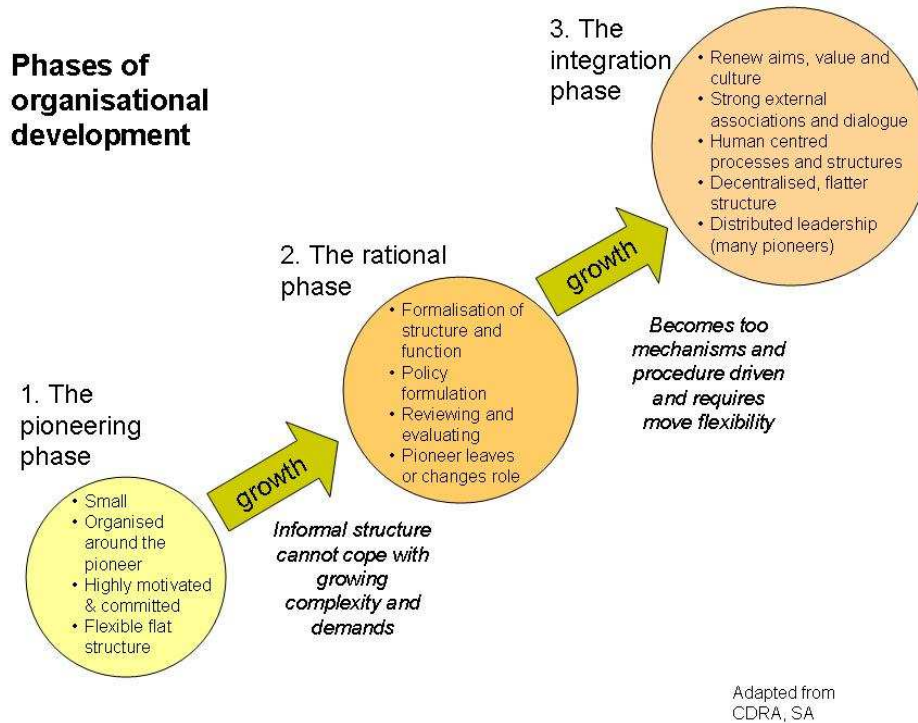 Phases of
organisational
development
1. The
pioneering
phase
• Small
• Organised
around the
pioneer
• Highly motivated
& committed
• Flexible flat
structure
growth
Informal structure
cannot cope with
growing
complexity and
demands
2. The rational
phase
• Formalisation of
structure and
function
• Policy
formulation
• Reviewing and
evaluating
• Pioneer leaves
or changes role
growth
Becomes too
mechanisms and
procedure driven
and requires
move flexibility
3. The
integration
phase
• Renew aims, value and
culture
• Strong external
associations and dialogue
• Human centred
processes and structures
• Decentralised, flatter
structure
• Distributed leadership
(many pioneers)
Adapted from
CDRA, SA